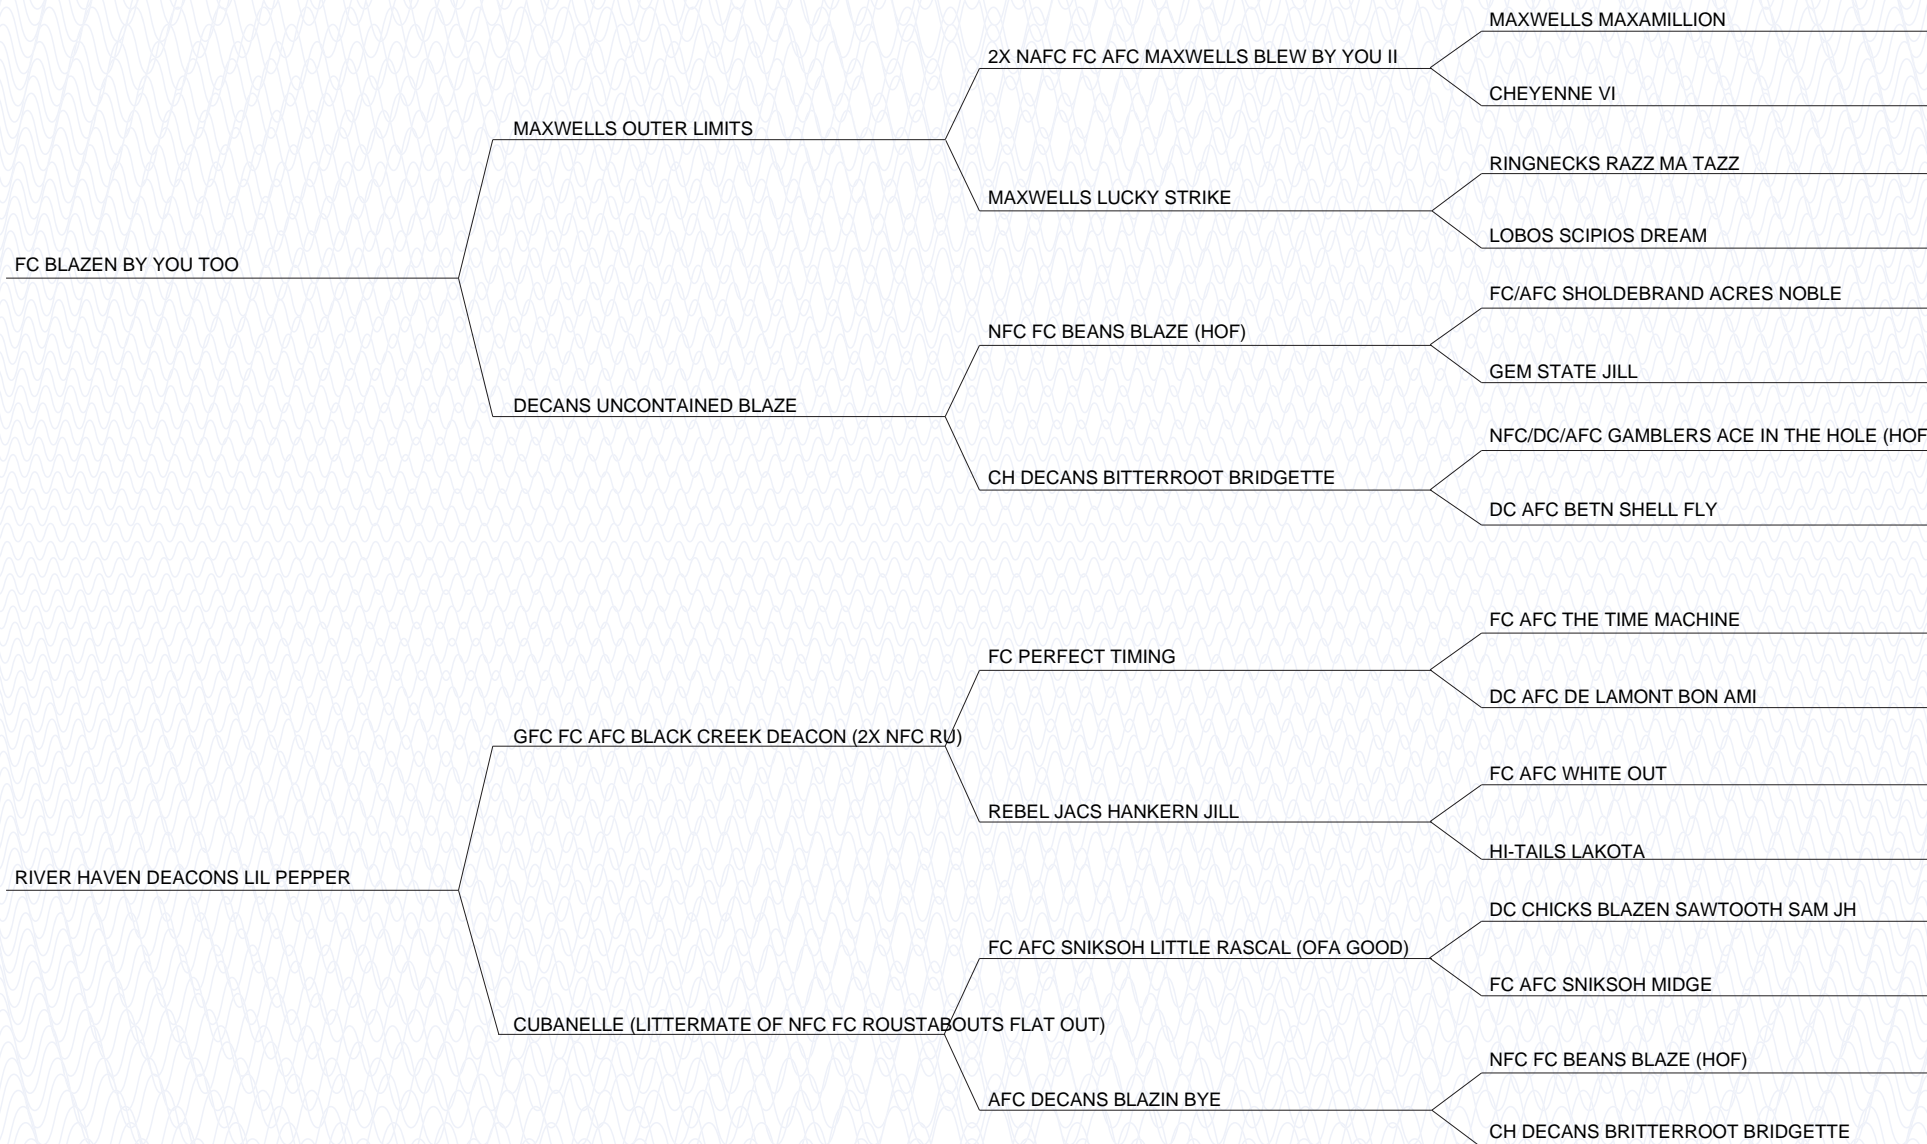 MAXWELLS MAXAMILLION
2X NAFC FC AFC MAXWELLS BLEW BY YOU II
CHEYENNE VI
MAXWELLS OUTER LIMITS
RINGNECKS RAZZ MA TAZZ
MAXWELLS LUCKY STRIKE
LOBOS SCIPIOS DREAM
FC BLAZEN BY YOU TOO
FC/AFC SHOLDEBRAND ACRES NOBLE
NFC FC BEANS BLAZE (HOF)
GEM STATE JILL
DECANS UNCONTAINED BLAZE
NFC/DC/AFC GAMBLERS ACE IN THE HOLE (HOF
CH DECANS BITTERROOT BRIDGETTE
DC AFC BETN SHELL FLY
FC AFC THE TIME MACHINE
FC PERFECT TIMING
DC AFC DE LAMONT BON AMI
GFC FC AFC BLACK CREEK DEACON (2X NFC RU)
FC AFC WHITE OUT
REBEL JACS HANKERN JILL
HI-TAILS LAKOTA
RIVER HAVEN DEACONS LIL PEPPER
DC CHICKS BLAZEN SAWTOOTH SAM JH
FC AFC SNIKSOH LITTLE RASCAL (OFA GOOD)
FC AFC SNIKSOH MIDGE
CUBANELLE (LITTERMATE OF NFC FC ROUSTABOUTS FLAT OUT)
NFC FC BEANS BLAZE (HOF)
AFC DECANS BLAZIN BYE
CH DECANS BRITTERROOT BRIDGETTE